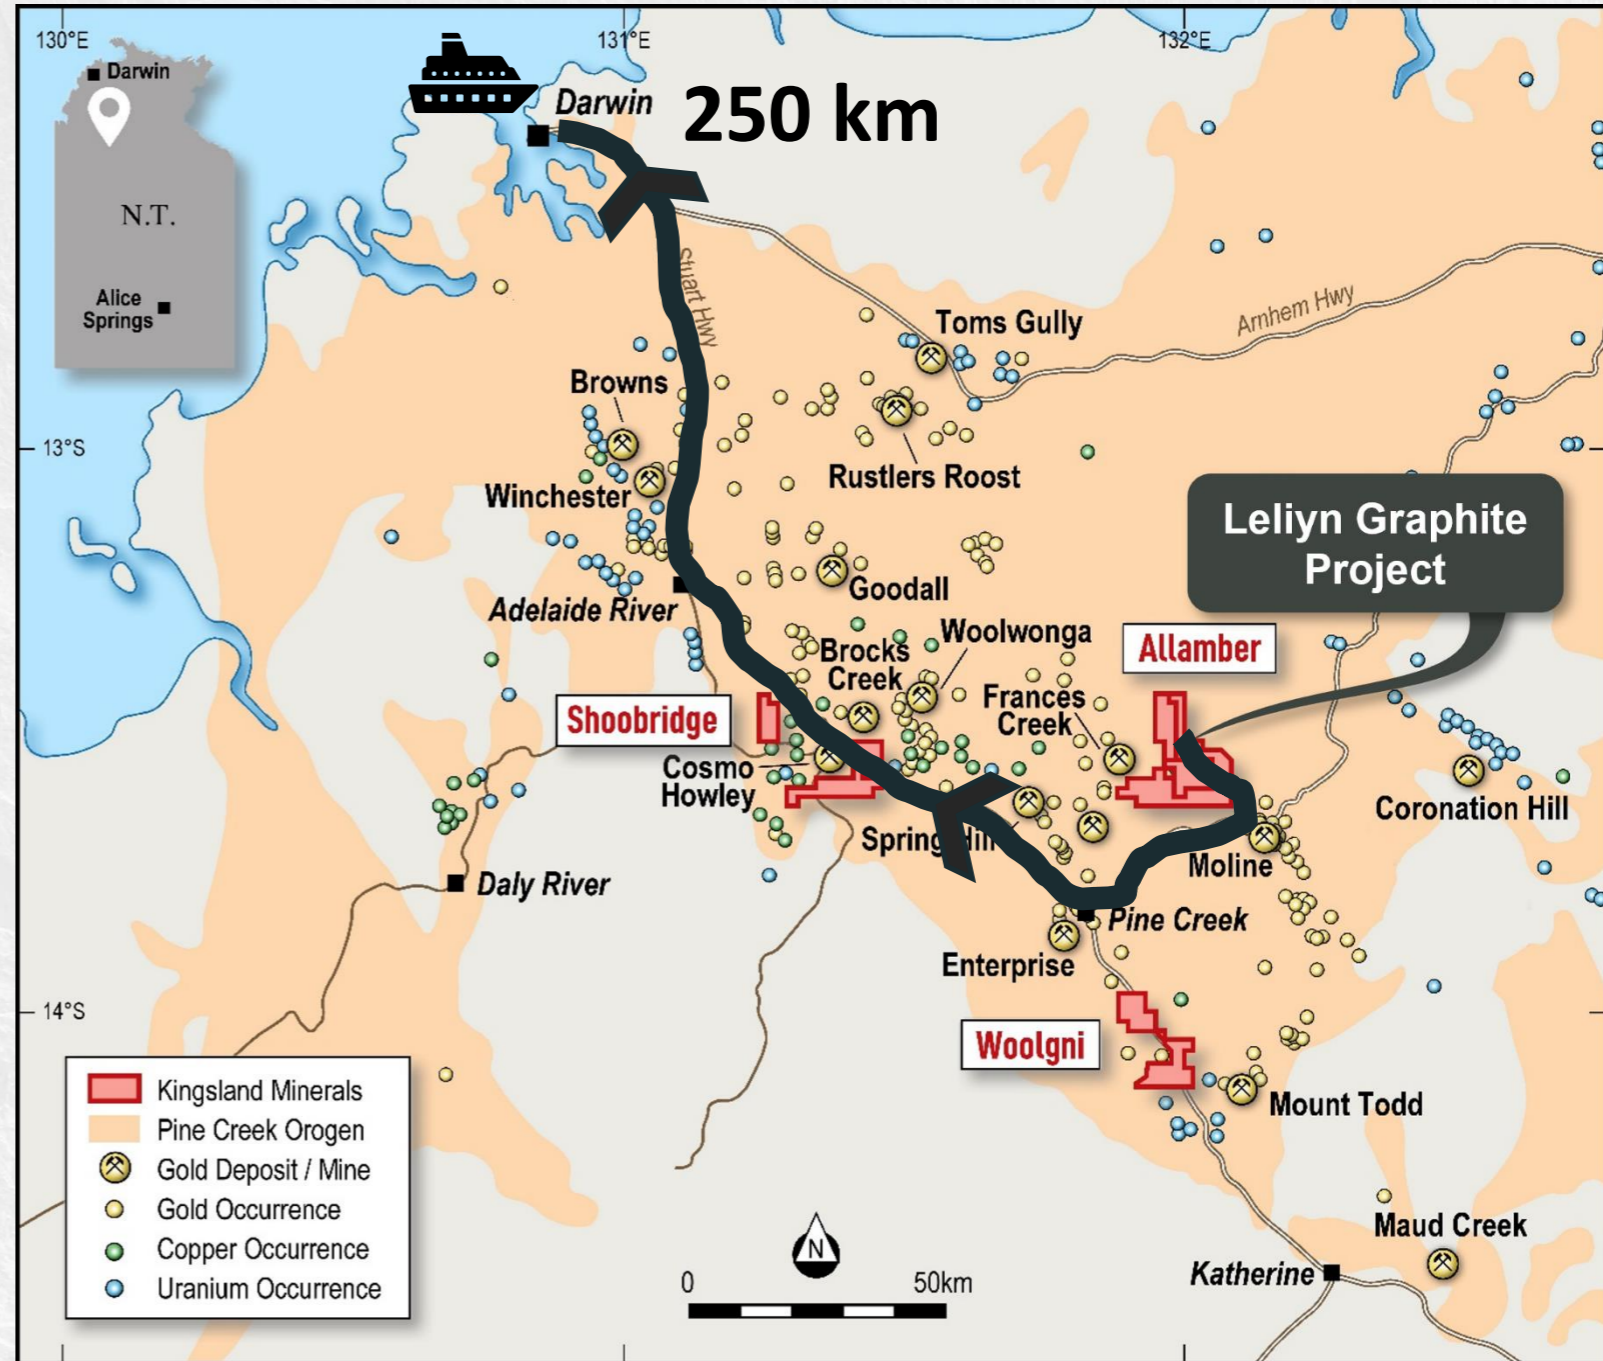 130°E
131°E
132°E
Darwin
N.T.
Alice
Springs
Darwin
250 km
Stuart Hwy
Arnhem Hwy
Toms Gully
Browns
13°S
Rustlers Roost
Winchester
Leliyn Graphite
Project
Goodall
Adelaide River
Woolwonga
Brocks
Creek
Allamber
Frances
Creek
Shoobridge
Cosmo
Howley
Coronation Hill
Spring Hill
Moline
Daly River
Pine Creek
Enterprise
14°S
Woolgni
Mount Todd
Kingsland Minerals
Pine Creek Orogen
Gold Deposit / Mine
Gold Occurrence
Copper Occurrence
Uranium Occurrence
N
0
50km
Maud Creek
Katherine